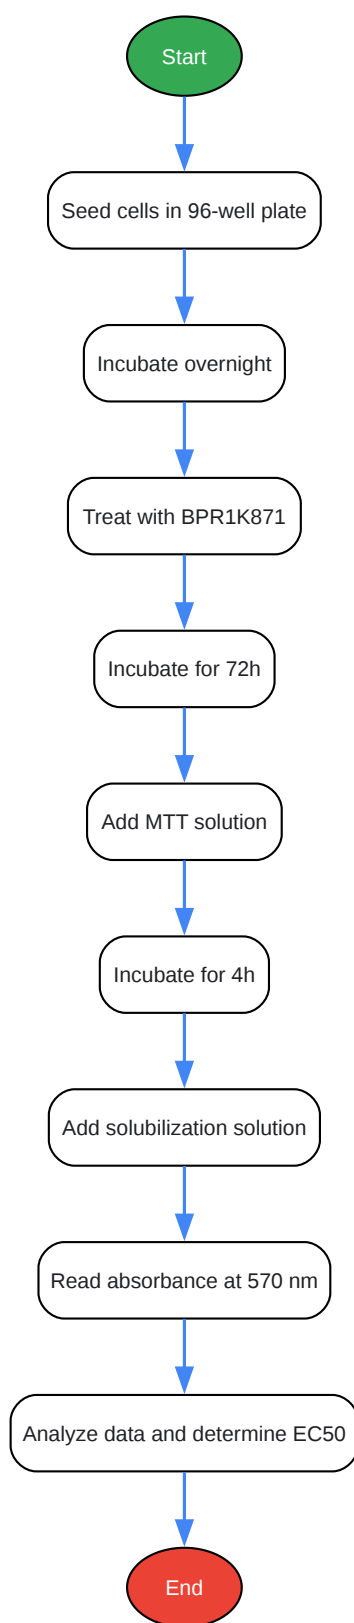 Start
Seed cells in 96-well plate
Incubate overnight
Treat with BPR1K871
Incubate for 72h
Add MTT solution
Incubate for 4h
Add solubilization solution
Read absorbance at 570 nm
Analyze data and determine EC50
End